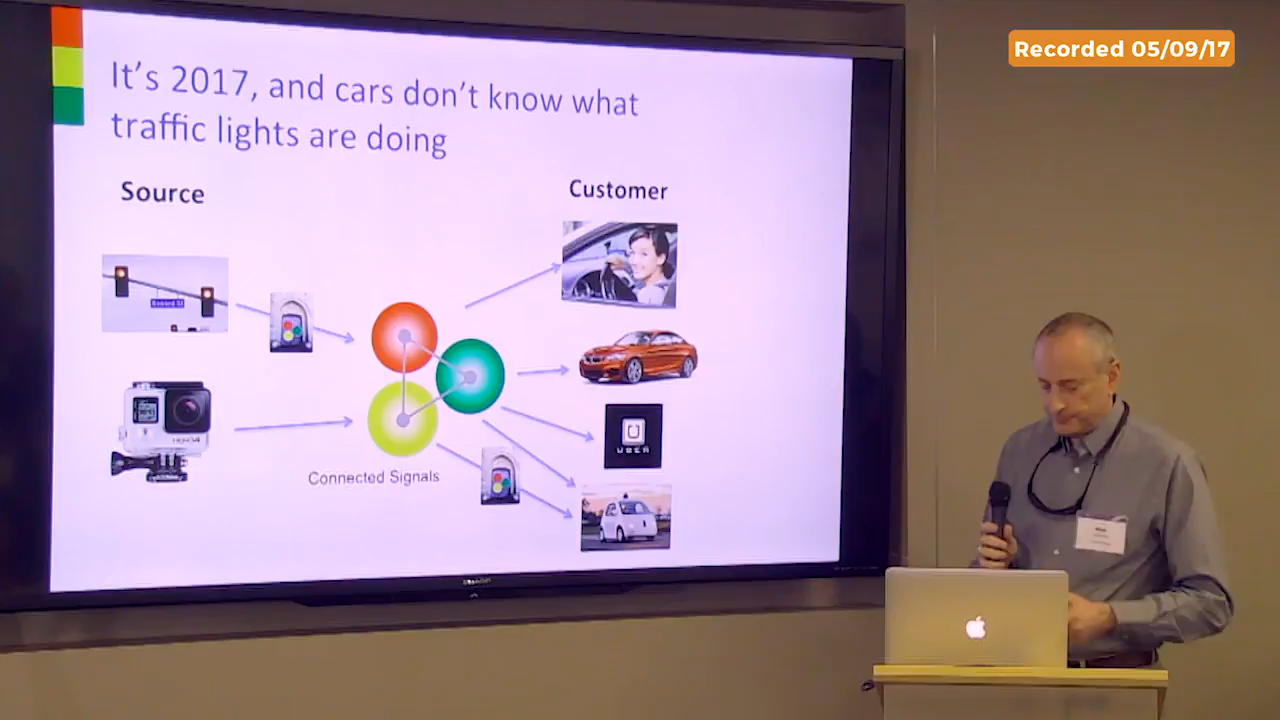 Recorded 05/09/17
It's 2017, and cars don't know what
traffic lights are doing
Source
Customer
HERO4
UBER
Connected Signals